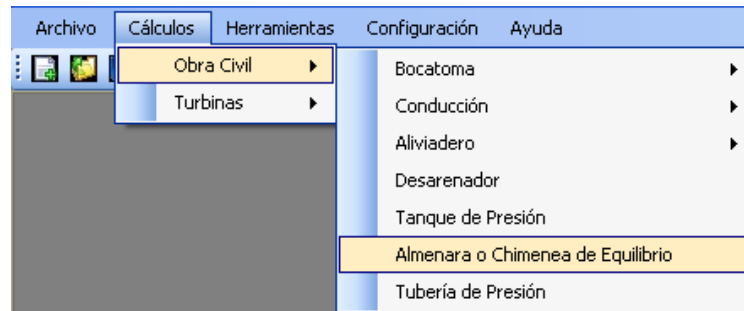 Archivo Cálculos Herramientas Configuración Ayuda
Obra Civil
Turbinas
Bocatoma
Conducción
Aliviadero
Desarenador
Tanque de Presión
Almenara o Chimenea de Equilibrio
Tubería de Presión